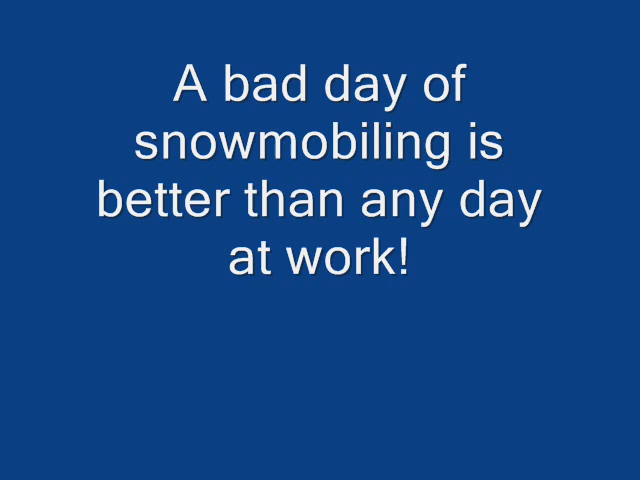 A bad day of
snowmobiling is
better than any day
at work!